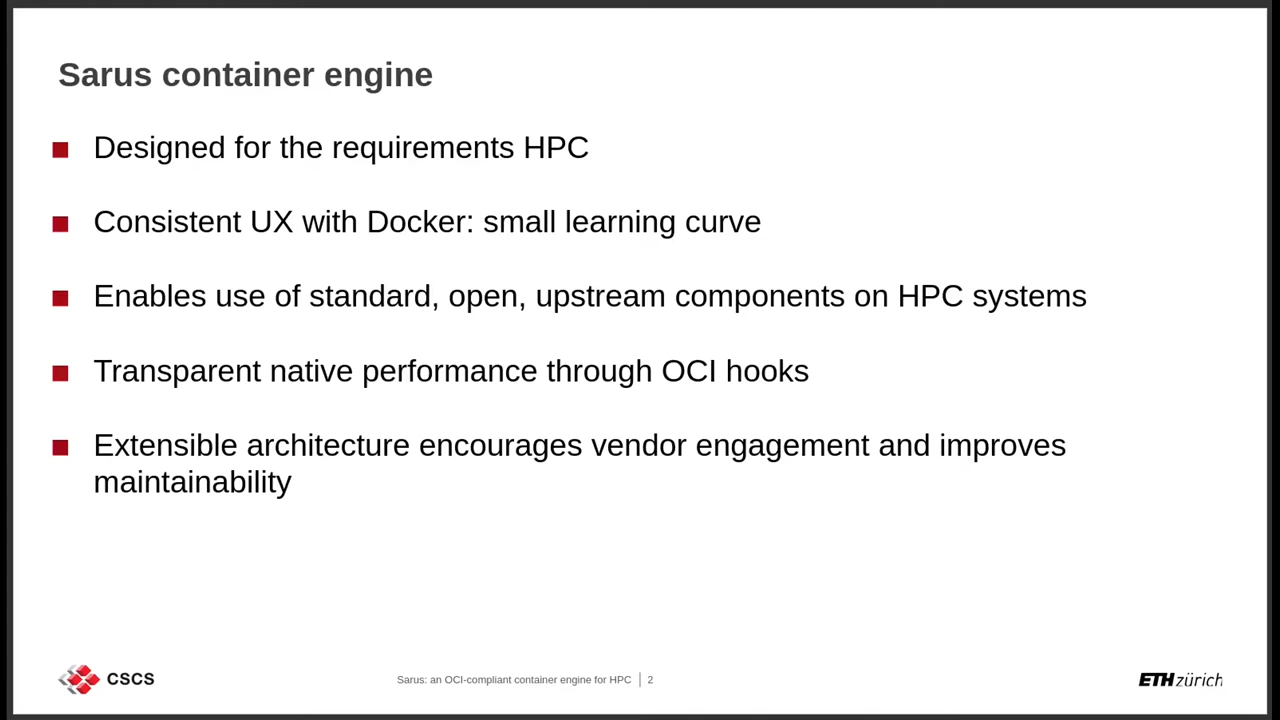 Sarus container engine
Designed for the requirements HPC
Consistent UX with Docker: small learning curve
Enables use of standard, open, upstream components on HPC systems
Transparent native performance through OCI hooks
Extensible architecture encourages vendor engagement and improves
maintainability
CSCS
Sarus: an OCI-compliant container engine for HPC | 2
ETH zürich